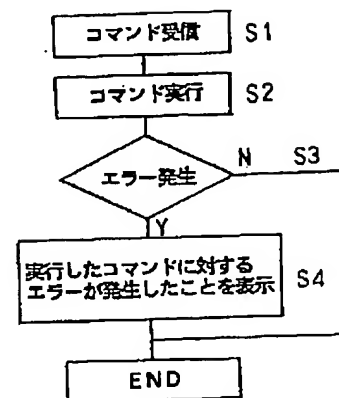 コマンド受信 S1
コマンド実行 S2
エラー発生 N S3
Y
実行したコマンドに対する
エラーが発生したことを表示 S4
END